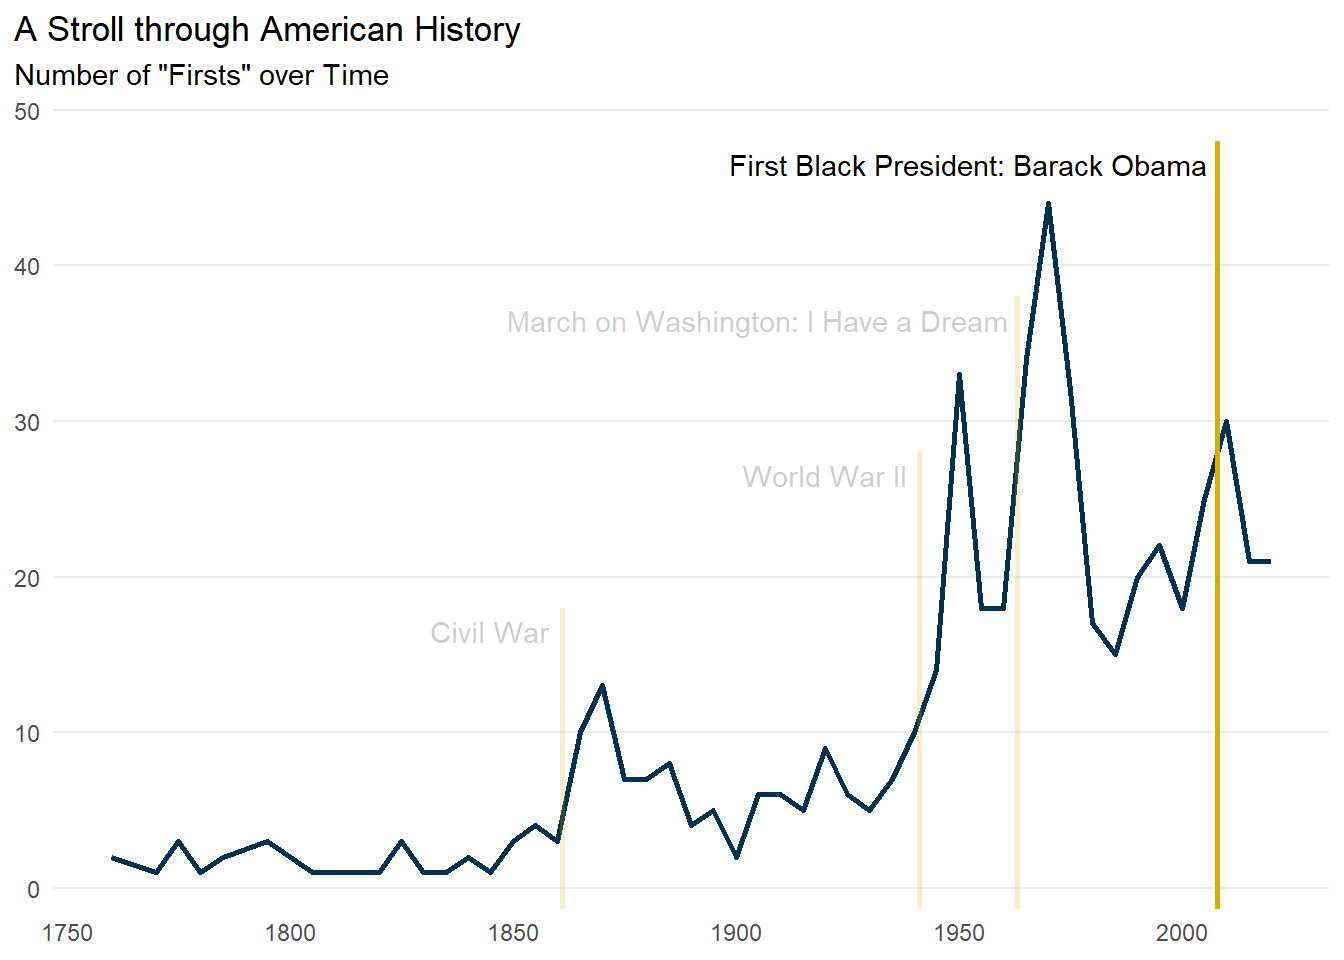 A Stroll through American History
Number of "Firsts" over Time
50
First Black President: Barack Obama
40
March on Washington: I Have a Dream
30
World War II
20
Civil War
10
0
1750 1800 1850 1900 1950 2000